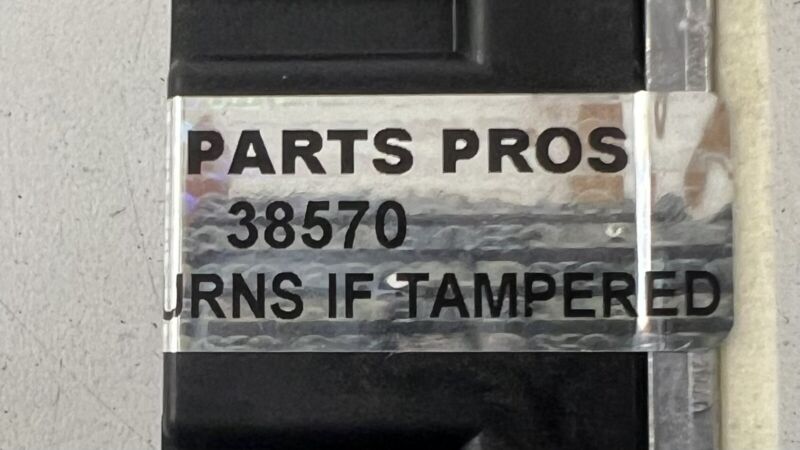 PARTS PROS
38570
URNS IF TAMPERED